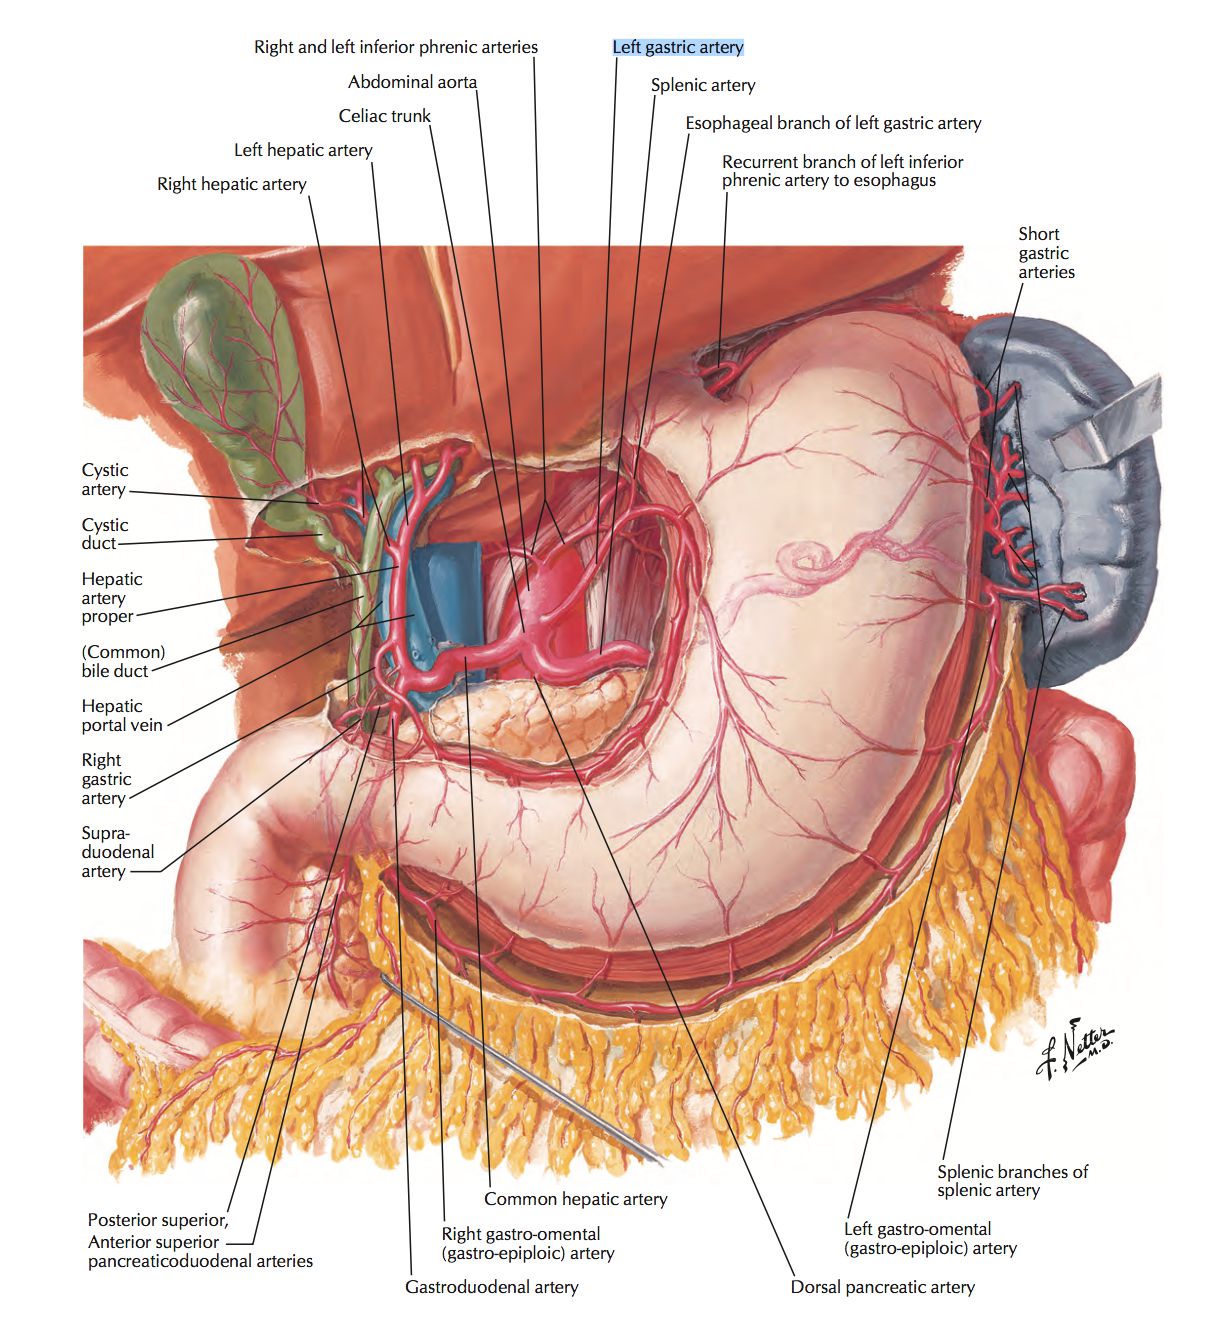 Right and left inferior phrenic arteries
Left gastric artery
Abdominal aorta
Splenic artery
Celiac trunk
Esophageal branch of left gastric artery
Left hepatic artery
Recurrent branch of left inferior
phrenic artery to esophagus
Right hepatic artery
Short
gastric
arteries
Cystic
artery
Cystic
duct
Hepatic
artery
proper
(Common)
bile duct
Hepatic
portal vein
Right
gastric
artery
Supra-
duodenal
artery
F. Netter
M.D.
Splenic branches of
splenic artery
Common hepatic artery
Posterior superior,
Anterior superior
pancreaticoduodenal arteries
Right gastro-omental
(gastro-epiploic) artery
Left gastro-omental
(gastro-epiploic) artery
Gastroduodenal artery
Dorsal pancreatic artery